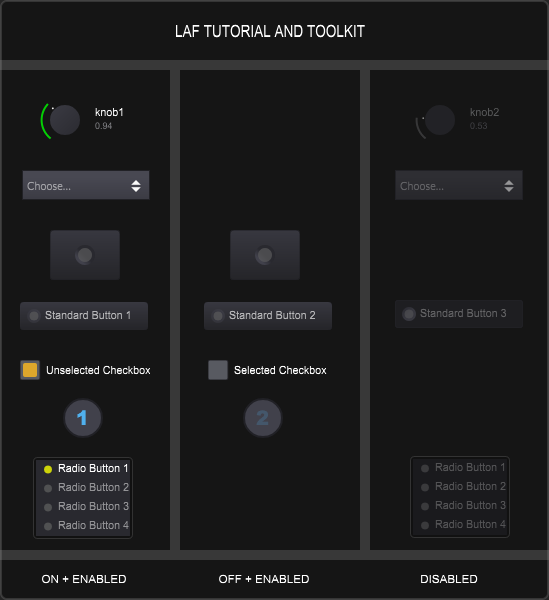 LAF TUTORIAL AND TOOLKIT
knob1
0.94
knob2
0.53
Choose...
Choose...
Standard Button 1
Standard Button 2
Standard Button 3
Unselected Checkbox
Selected Checkbox
1
2
Radio Button 1
Radio Button 2
Radio Button 3
Radio Button 4
Radio Button 1
Radio Button 2
Radio Button 3
Radio Button 4
ON + ENABLED
OFF + ENABLED
DISABLED